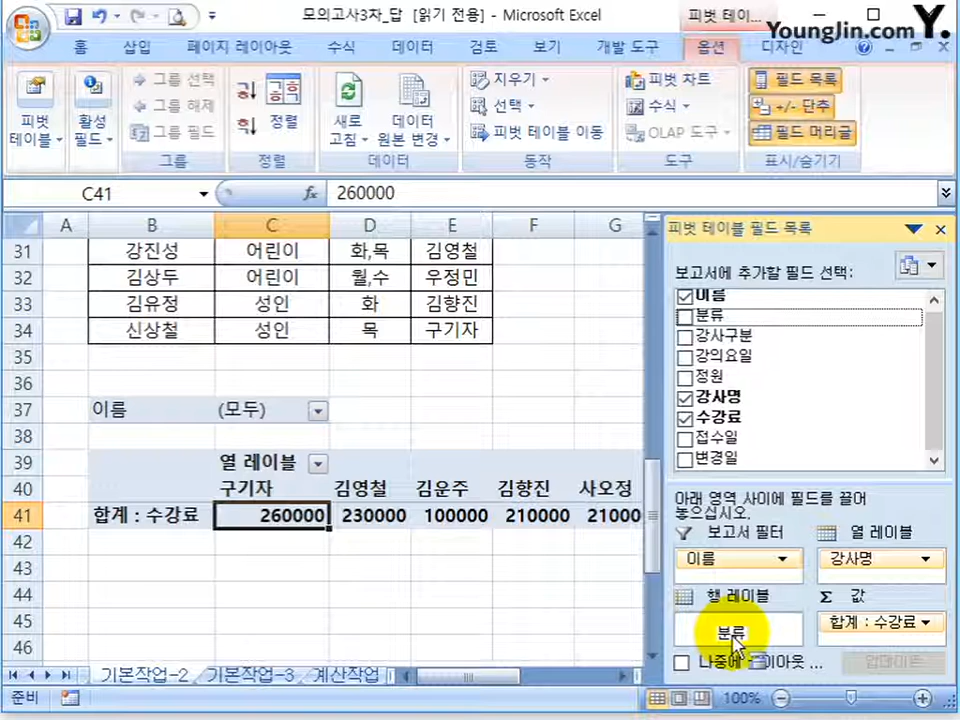 모의고사3차_답 [읽기 전용] - Microsoft Excel
피벗 테이...
YoungJin.com Y.
홈 삽입 페이지 레이아웃 수식 데이터 검토 보기 개발 도구 옵션 디자인
피벗 테이블
활성 필드
그룹 선택
그룹 해제
그룹 필드
그룹
정렬
정렬
새로 고침
데이터 원본 변경
데이터
지우기
선택
피벗 테이블 이동
동작
피벗 차트
수식
OLAP 도구
도구
필드 목록
+/- 단추
필드 머리글
표시/숨기기
C41 fx 260000
A B C D E F G
31 강진성 어린이 화,목 김영철
32 김상두 어린이 월,수 우정민
33 김유정 성인 화 김향진
34 신상철 성인 목 구기자
35
36
37 이름 (모두)
38
39 열 레이블
40 구기자 김영철 김운주 김향진 사오정
41 합계 : 수강료 260000 230000 100000 210000 21000
42
43
44
45
46
피벗 테이블 필드 목록
보고서에 추가할 필드 선택:
이름
분류
강사구분
강의요일
정원
강사명
수강료
접수일
변경일
아래 영역 사이에 필드를 끌어
놓으십시오.
보고서 필터 열 레이블
이름 강사명
행 레이블 Σ 값
분류 합계 : 수강료
나중에 이아웃 ... 업데이트
기본작업-2 기본작업-3 계산작업
준비 100%